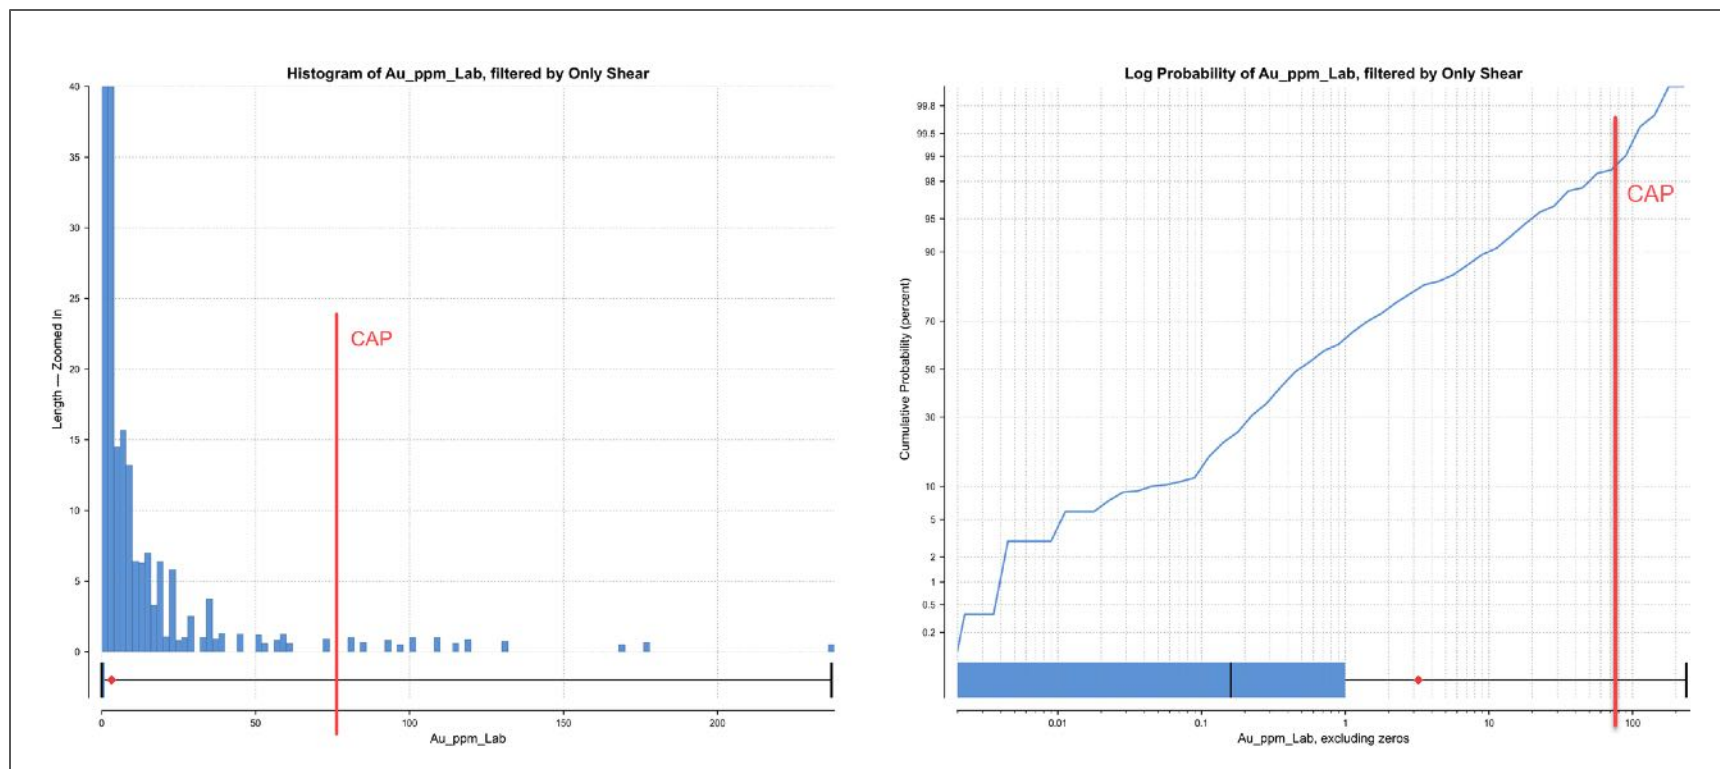 Histogram of Au_ppm_Lab, filtered by Only Shear
40
35
30
25
20
15
10
5
0
Length — Zoomed In
CAP
0 50 100 150 200
Au_ppm_Lab
Log Probability of Au_ppm_Lab, filtered by Only Shear
99.8
99.5
99
98
95
90
70
50
30
10
5
2
1
0.5
0.2
Cumulative Probability (percent)
CAP
0.01 0.1 1 10 100
Au_ppm_Lab, excluding zeros